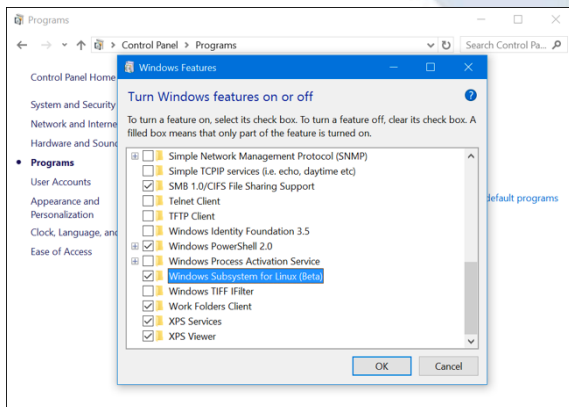 Programs
Control Panel > Programs
Search Control Pa...
Control Panel Home
System and Security
Network and Interne
Hardware and Soun
Programs
User Accounts
Appearance and
Personalization
Clock, Language, an
Ease of Access
default programs
Windows Features
Turn Windows features on or off
To turn a feature on, select its check box. To turn a feature off, clear its check box. A
filled box means that only part of the feature is turned on.
Simple Network Management Protocol (SNMP)
Simple TCPIP services (i.e. echo, daytime etc)
SMB 1.0/CIFS File Sharing Support
Telnet Client
TFTP Client
Windows Identity Foundation 3.5
Windows PowerShell 2.0
Windows Process Activation Service
Windows Subsystem for Linux (Beta)
Windows TIFF IFilter
Work Folders Client
XPS Services
XPS Viewer
OK
Cancel